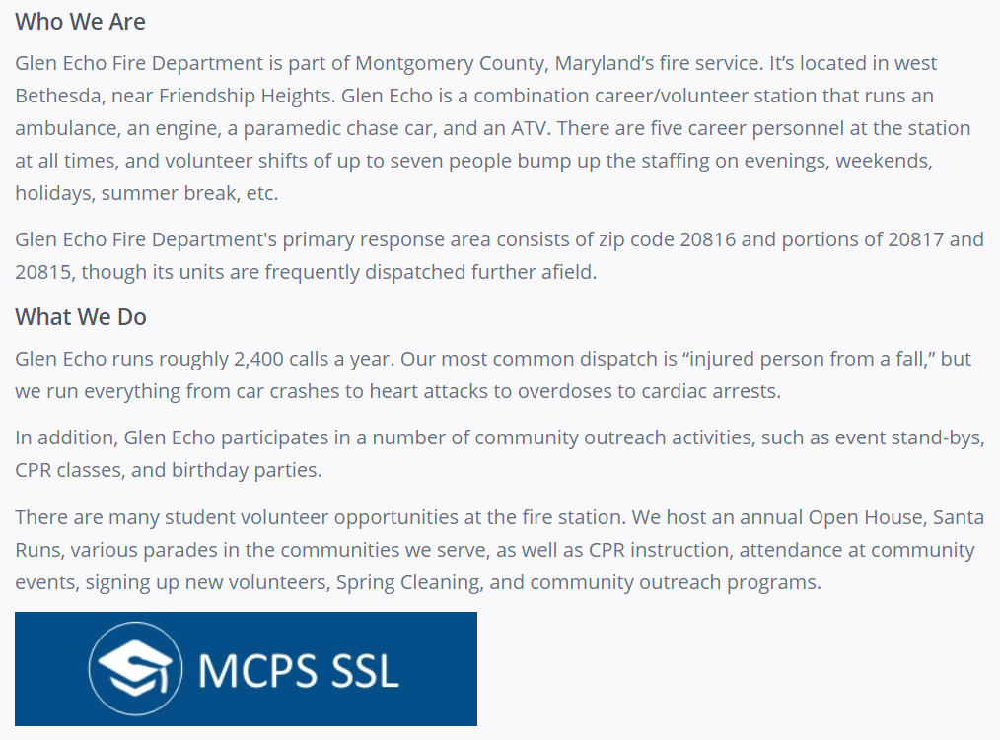 Who We Are
Glen Echo Fire Department is part of Montgomery County, Maryland’s fire service. It’s located in west
Bethesda, near Friendship Heights. Glen Echo is a combination career/volunteer station that runs an
ambulance, an engine, a paramedic chase car, and an ATV. There are five career personnel at the station
at all times, and volunteer shifts of up to seven people bump up the staffing on evenings, weekends,
holidays, summer break, etc.
Glen Echo Fire Department's primary response area consists of zip code 20816 and portions of 20817 and
20815, though its units are frequently dispatched further afield.
What We Do
Glen Echo runs roughly 2,400 calls a year. Our most common dispatch is “injured person from a fall,” but
we run everything from car crashes to heart attacks to overdoses to cardiac arrests.
In addition, Glen Echo participates in a number of community outreach activities, such as event stand-bys,
CPR classes, and birthday parties.
There are many student volunteer opportunities at the fire station. We host an annual Open House, Santa
Runs, various parades in the communities we serve, as well as CPR instruction, attendance at community
events, signing up new volunteers, Spring Cleaning, and community outreach programs.
MCPS SSL